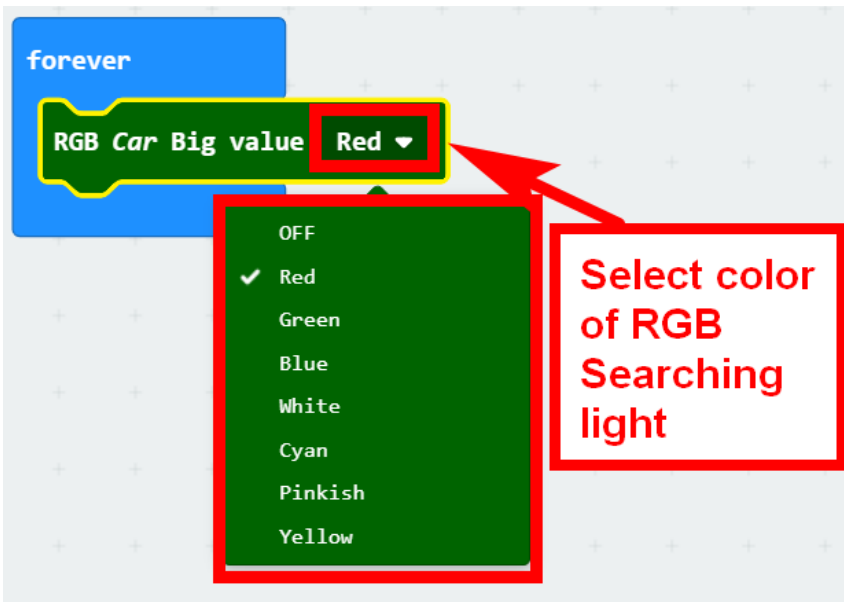 forever
RGB Car Big value Red
OFF
Red
Green
Blue
White
Cyan
Pinkish
Yellow
Select color
of RGB
Searching
light